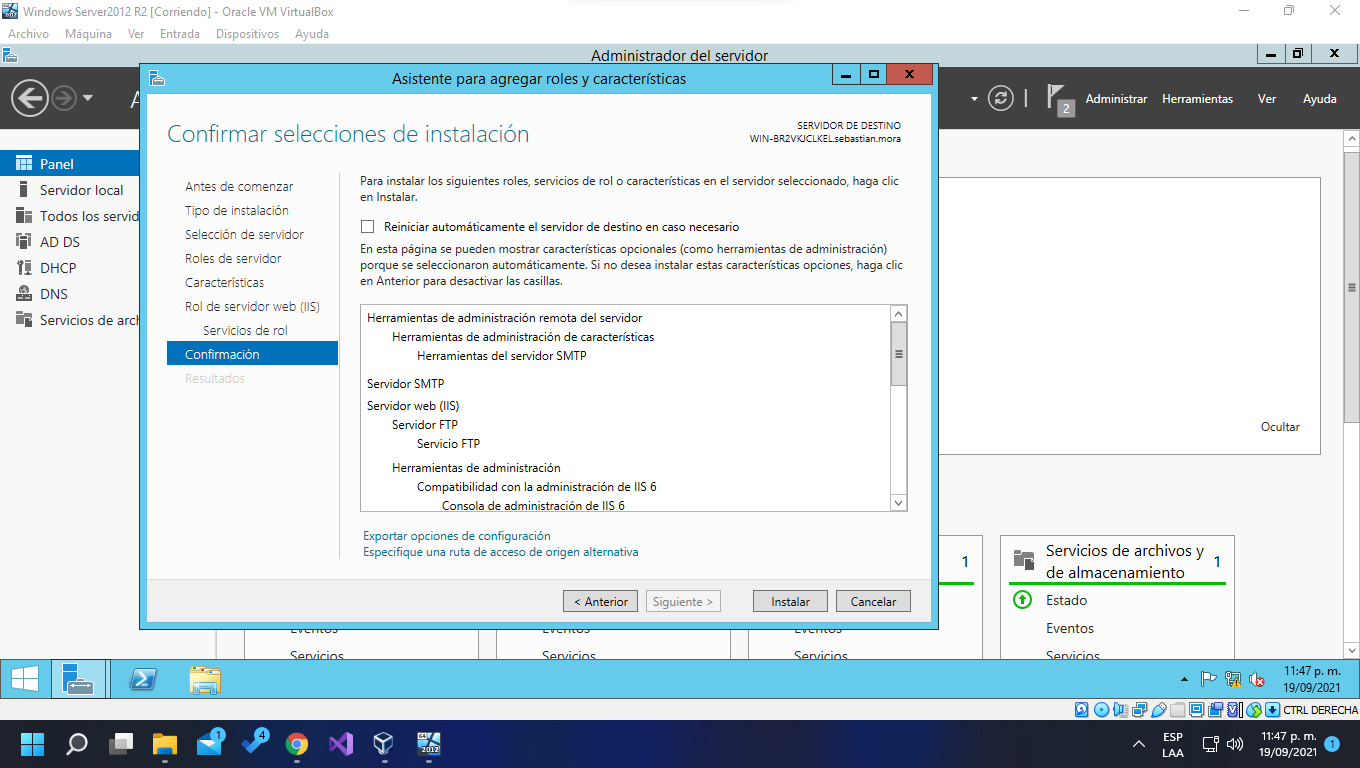 Windows Server2012 R2 [Corriendo] - Oracle VM VirtualBox
Archivo Máquina Ver Entrada Dispositivos Ayuda
Administrador del servidor
Asistente para agregar roles y características
2 Administrar Herramientas Ver Ayuda
Confirmar selecciones de instalación
SERVIDOR DE DESTINO
WIN-BR2VKJCLKEL.sebastian.mora
Panel
Servidor local
Todos los servid
AD DS
DHCP
DNS
Servicios de arch
Antes de comenzar
Tipo de instalación
Selección de servidor
Roles de servidor
Características
Rol de servidor web (IIS)
Servicios de rol
Confirmación
Resultados
Para instalar los siguientes roles, servicios de rol o características en el servidor seleccionado, haga clic
en Instalar.
Reiniciar automáticamente el servidor de destino en caso necesario
En esta página se pueden mostrar características opcionales (como herramientas de administración)
porque se seleccionaron automáticamente. Si no desea instalar estas características opciones, haga clic
en Anterior para desactivar las casillas.
Herramientas de administración remota del servidor
Herramientas de administración de características
Herramientas del servidor SMTP
Servidor SMTP
Servidor web (IIS)
Servidor FTP
Servicio FTP
Herramientas de administración
Compatibilidad con la administración de IIS 6
Consola de administración de IIS 6
Exportar opciones de configuración
Especifique una ruta de acceso de origen alternativa
< Anterior Siguiente > Instalar Cancelar
Ocultar
1
Servicios de archivos y
de almacenamiento 1
Estado
Eventos
Servicios
Eventos Eventos Eventos
Servicios Servicios Servicios
11:47 p. m.
19/09/2021
CTRL DERECHA
1 4 64 2012
ESP
LAA
11:47 p. m.
19/09/2021
1